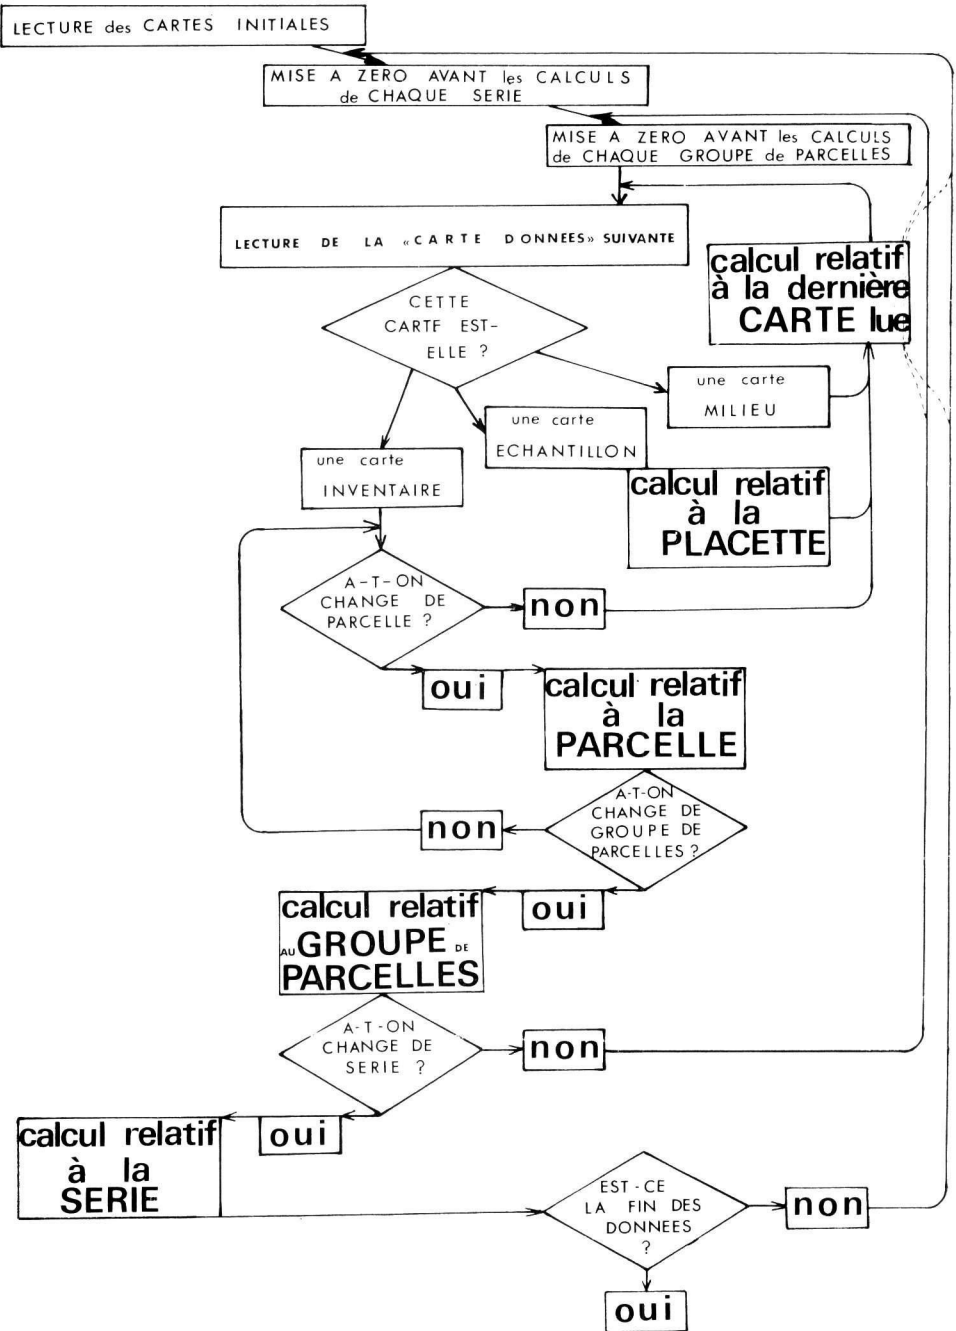 LECTURE des CARTES INITIALES
MISE A ZERO AVANT les CALCULS
de CHAQUE SERIE
MISE A ZERO AVANT les CALCULS
de CHAQUE GROUPE de PARCELLES
LECTURE DE LA «CARTE DONNEES» SUIVANTE
calcul relatif
à la dernière
CARTE lue
CETTE
CARTE EST-
ELLE ?
une carte
MILIEU
une carte
ECHANTILLON
une carte
INVENTAIRE
calcul relatif
à la
PLACETTE
A-T-ON
CHANGE DE
PARCELLE ?
non
oui
calcul relatif
à la
PARCELLE
A-T-ON
CHANGE DE
GROUPE DE
PARCELLES ?
non
oui
calcul relatif
AU GROUPE DE
PARCELLES
A-T-ON
CHANGE DE
SERIE ?
non
oui
calcul relatif
à la
SERIE
EST-CE
LA FIN DES
DONNEES
?
non
oui